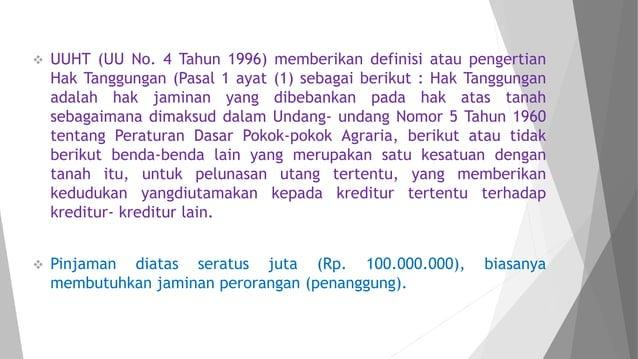 ❖ UUHT (UU No. 4 Tahun 1996) memberikan definisi atau pengertian
Hak Tanggungan (Pasal 1 ayat (1) sebagai berikut : Hak Tanggungan
adalah hak jaminan yang dibebankan pada hak atas tanah
sebagaimana dimaksud dalam Undang- undang Nomor 5 Tahun 1960
tentang Peraturan Dasar Pokok-pokok Agraria, berikut atau tidak
berikut benda-benda lain yang merupakan satu kesatuan dengan
tanah itu, untuk pelunasan utang tertentu, yang memberikan
kedudukan yangdiutamakan kepada kreditur tertentu terhadap
kreditur- kreditur lain.
❖ Pinjaman diatas seratus juta (Rp. 100.000.000), biasanya
membutuhkan jaminan perorangan (penanggung).